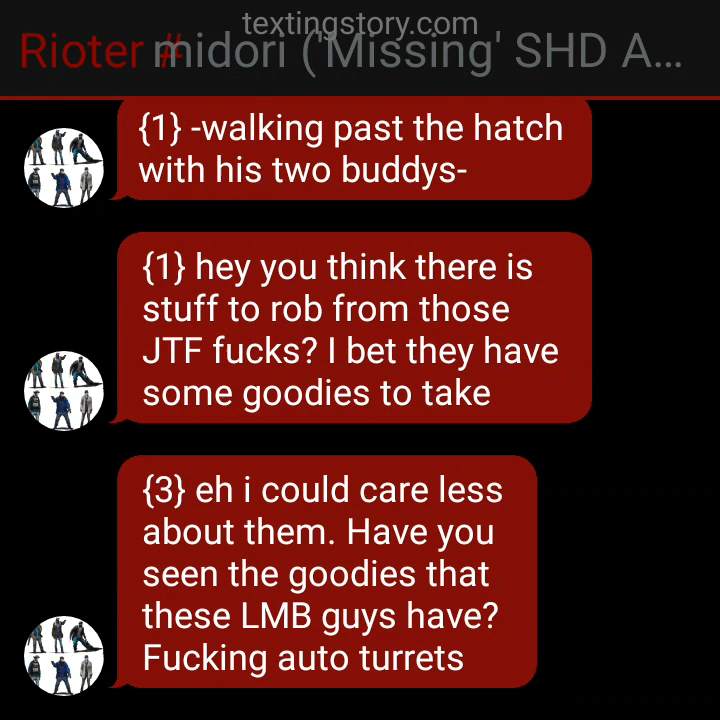 textingstory.com
Rioter #midori ('Missing' SHD A...
{1} -walking past the hatch
with his two buddys-
{1} hey you think there is
stuff to rob from those
JTF fucks? I bet they have
some goodies to take
{3} eh i could care less
about them. Have you
seen the goodies that
these LMB guys have?
Fucking auto turrets